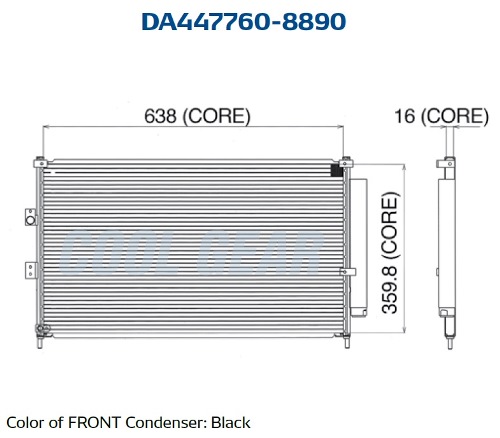 DA447760-8890
638 (CORE)
16 (CORE)
359.8 (CORE)
COOL GEAR
Color of FRONT Condenser: Black